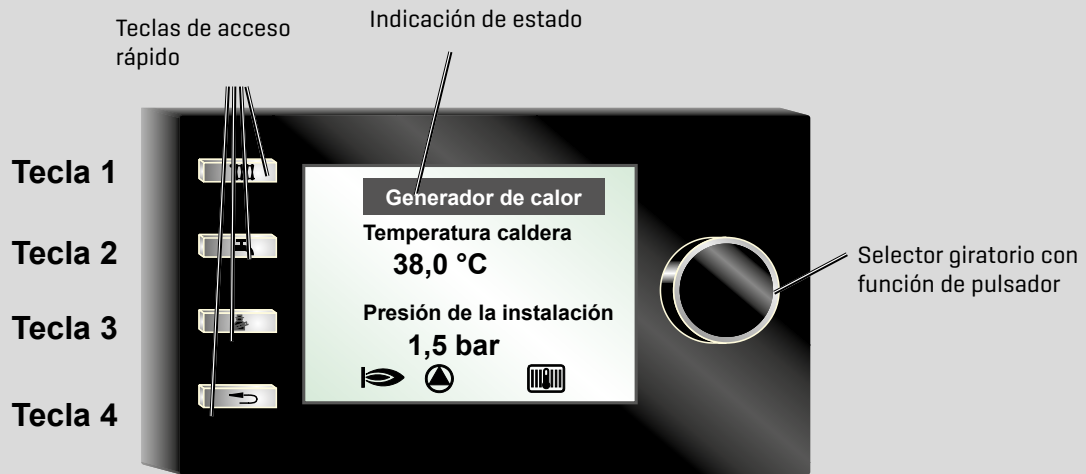 Teclas de acceso
rápido
Indicación de estado
Tecla 1
Tecla 2
Tecla 3
Tecla 4
Generador de calor
Temperatura caldera
38,0 °C
Presión de la instalación
1,5 bar
Selector giratorio con
función de pulsador